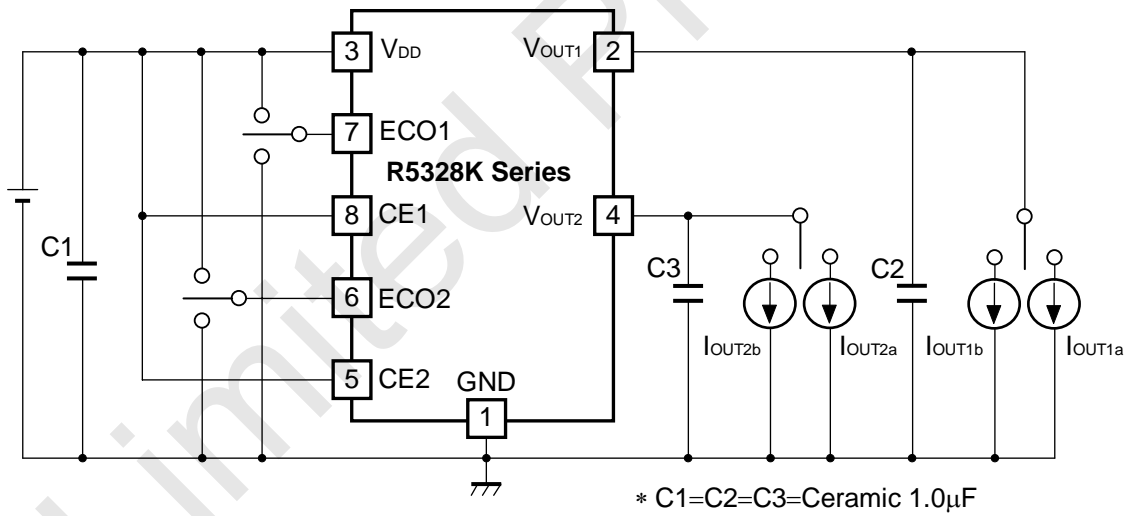 3 VDD VOUT1 2
7 ECO1
R5328K Series
8 CE1 VOUT2 4
C1 C3 C2
6 ECO2
IOUT2b IOUT2a IOUT1b IOUT1a
5 CE2 GND
1
* C1=C2=C3=Ceramic 1.0μF
imited P